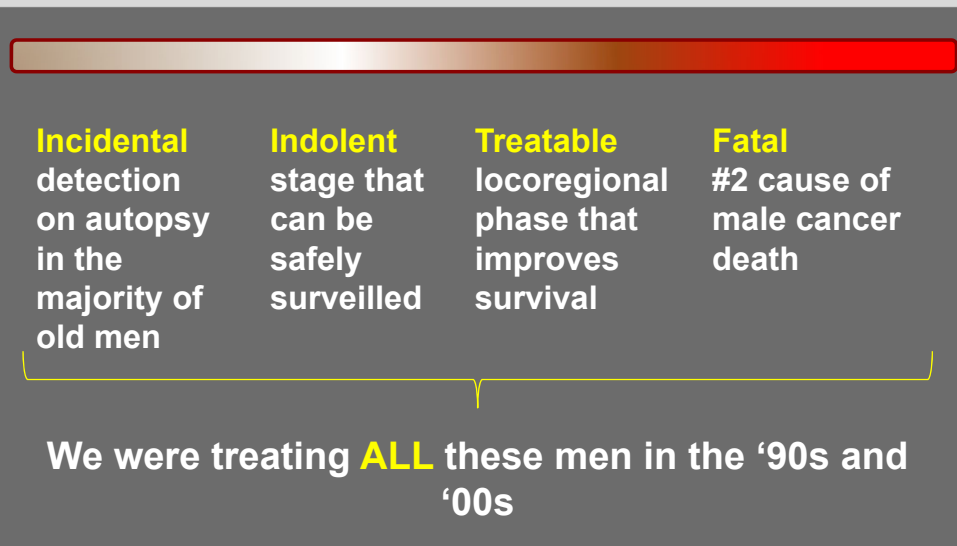 Incidental
detection
on autopsy
in the
majority of
old men
Indolent
stage that
can be
safely
surveilled
Treatable
locoregional
phase that
improves
survival
Fatal
#2 cause of
male cancer
death
We were treating ALL these men in the ‘90s and
‘00s